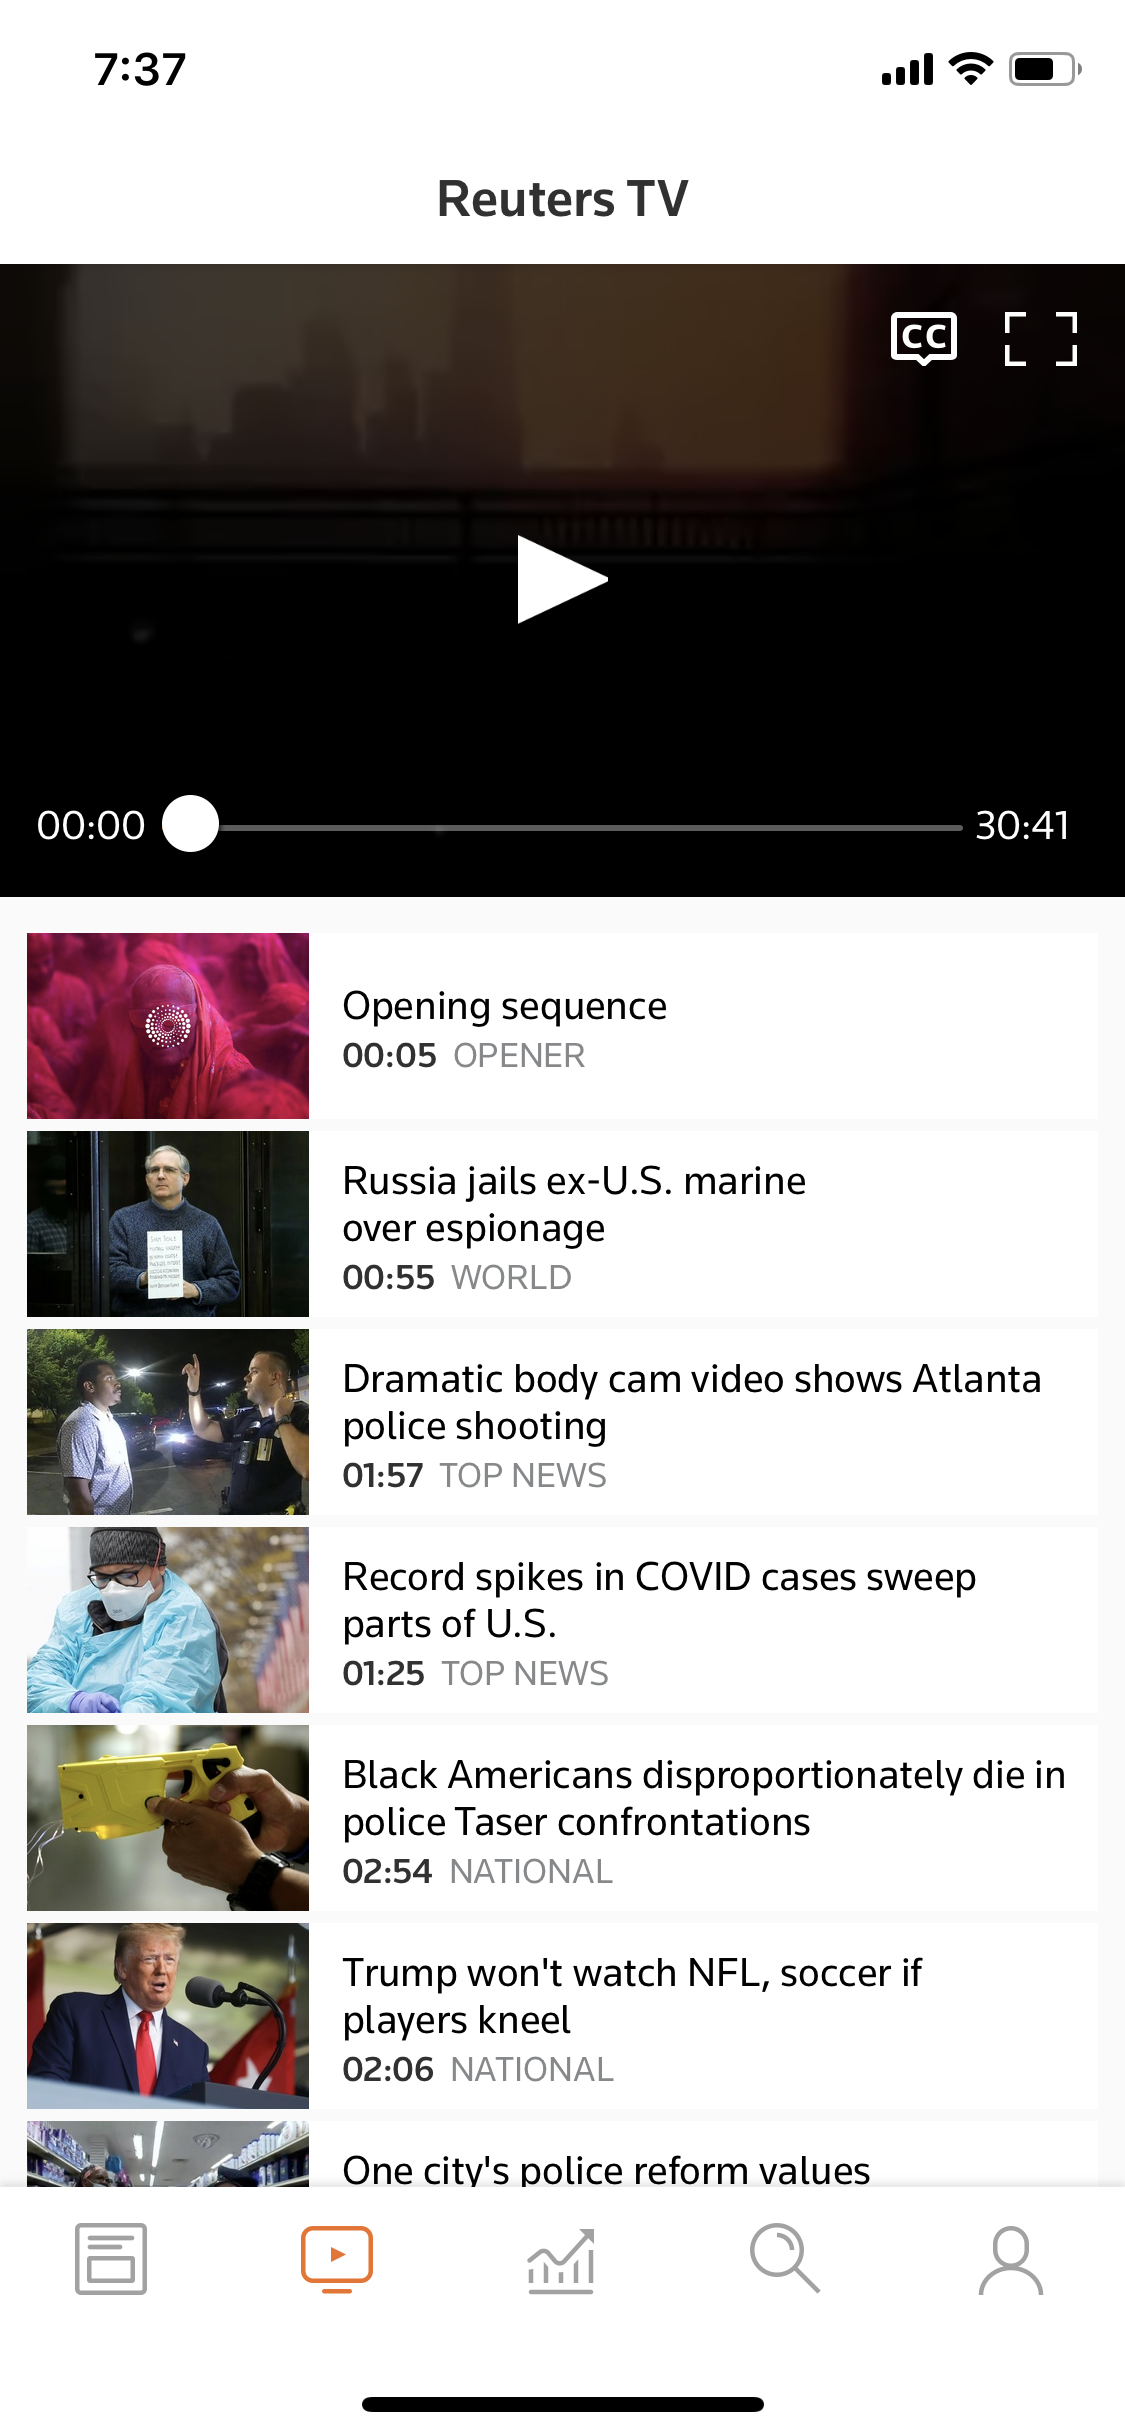 7:37
Reuters TV
CC
00:00
30:41
Opening sequence
00:05 OPENER
Russia jails ex-U.S. marine
over espionage
00:55 WORLD
Dramatic body cam video shows Atlanta
police shooting
01:57 TOP NEWS
Record spikes in COVID cases sweep
parts of U.S.
01:25 TOP NEWS
Black Americans disproportionately die in
police Taser confrontations
02:54 NATIONAL
Trump won't watch NFL, soccer if
players kneel
02:06 NATIONAL
One city's police reform values